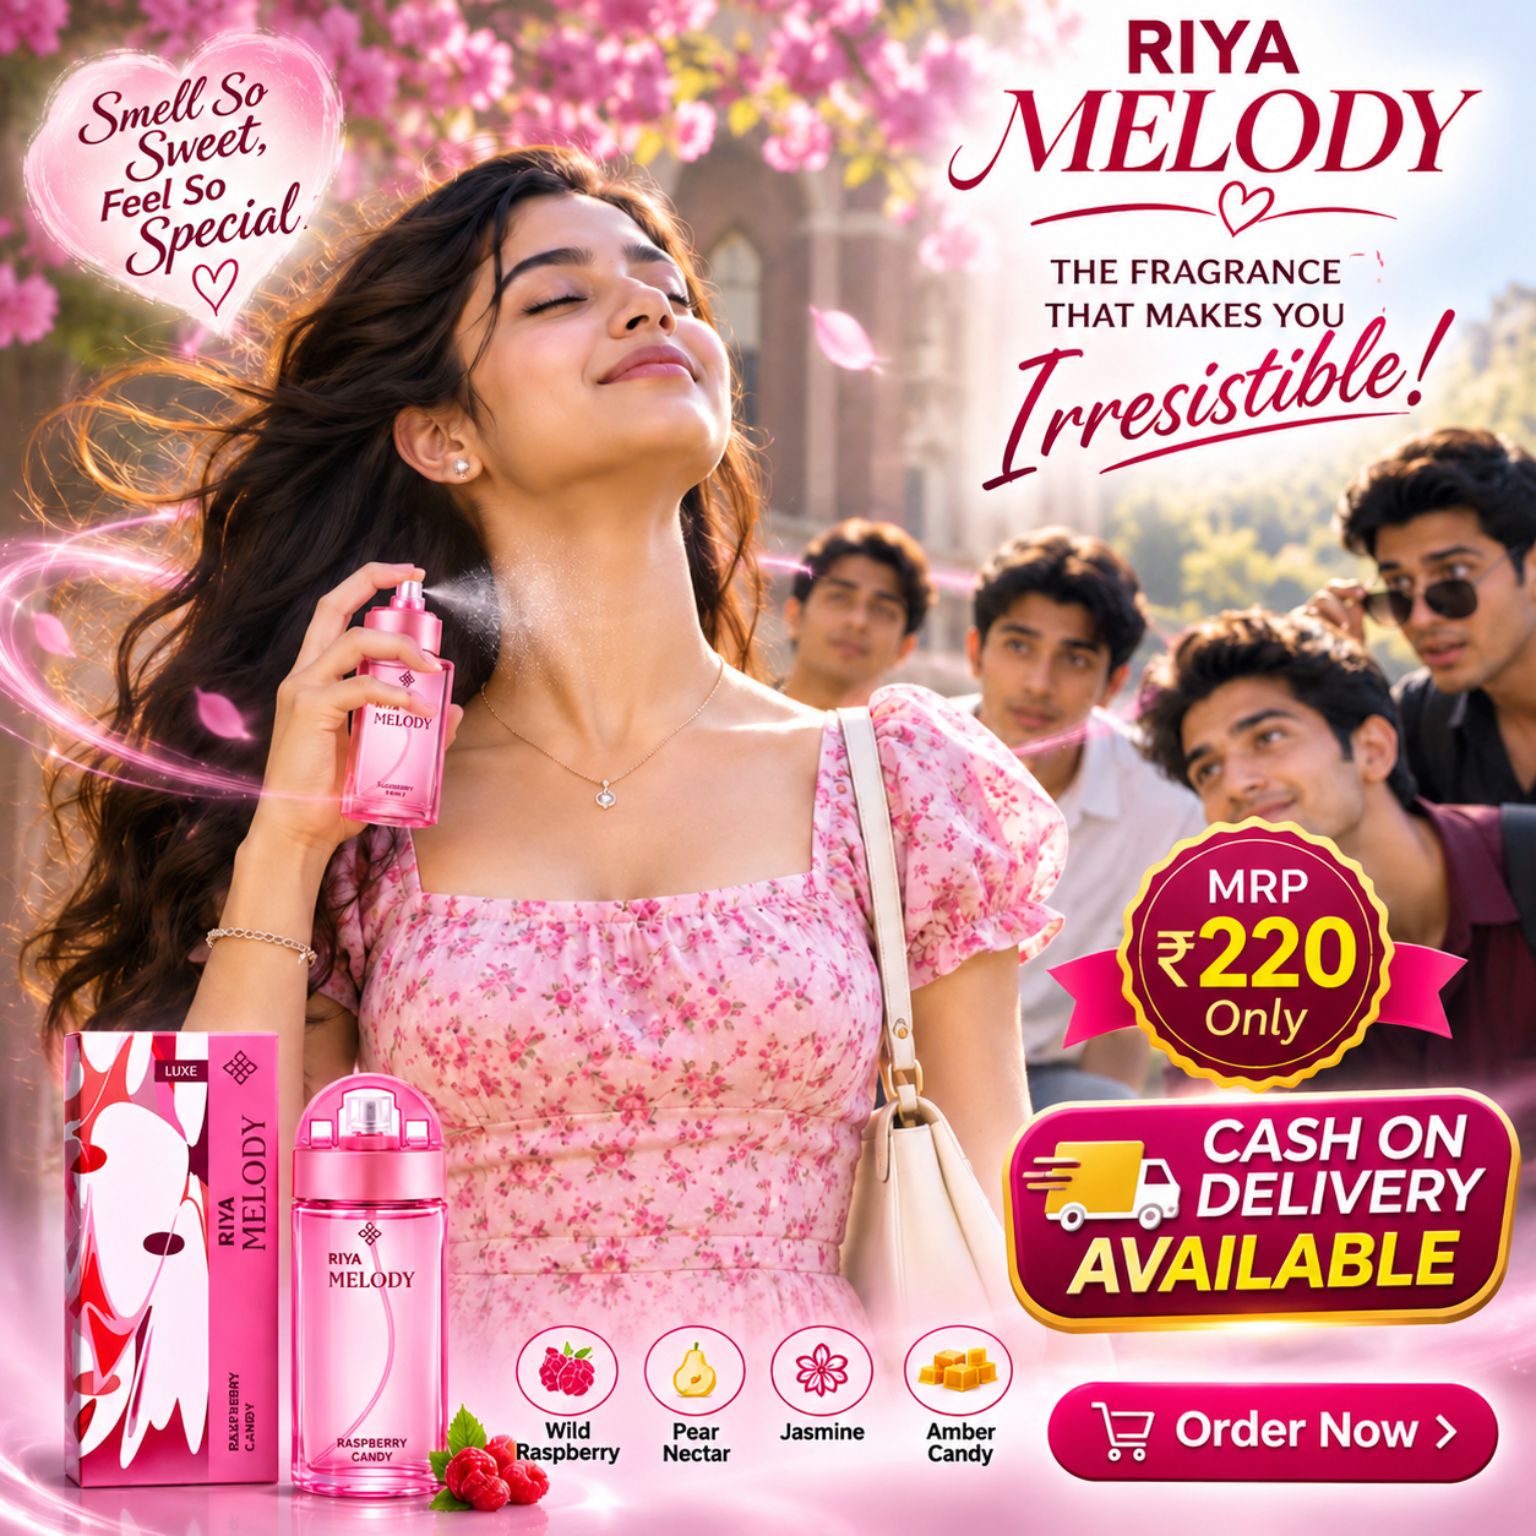 Smell So
Sweet,
Feel So
Special.
RIYA
MELODY
THE FRAGRANCE
THAT MAKES YOU
Irresistible!
MELODY
MRP
₹220
Only
CASH ON
DELIVERY
AVAILABLE
Order Now >
LUXE
RIYA
MELODY
RASPBERRY
CANDY
RIYA
MELODY
RASPBERRY
CANDY
Wild
Raspberry
Pear
Nectar
Jasmine
Amber
Candy